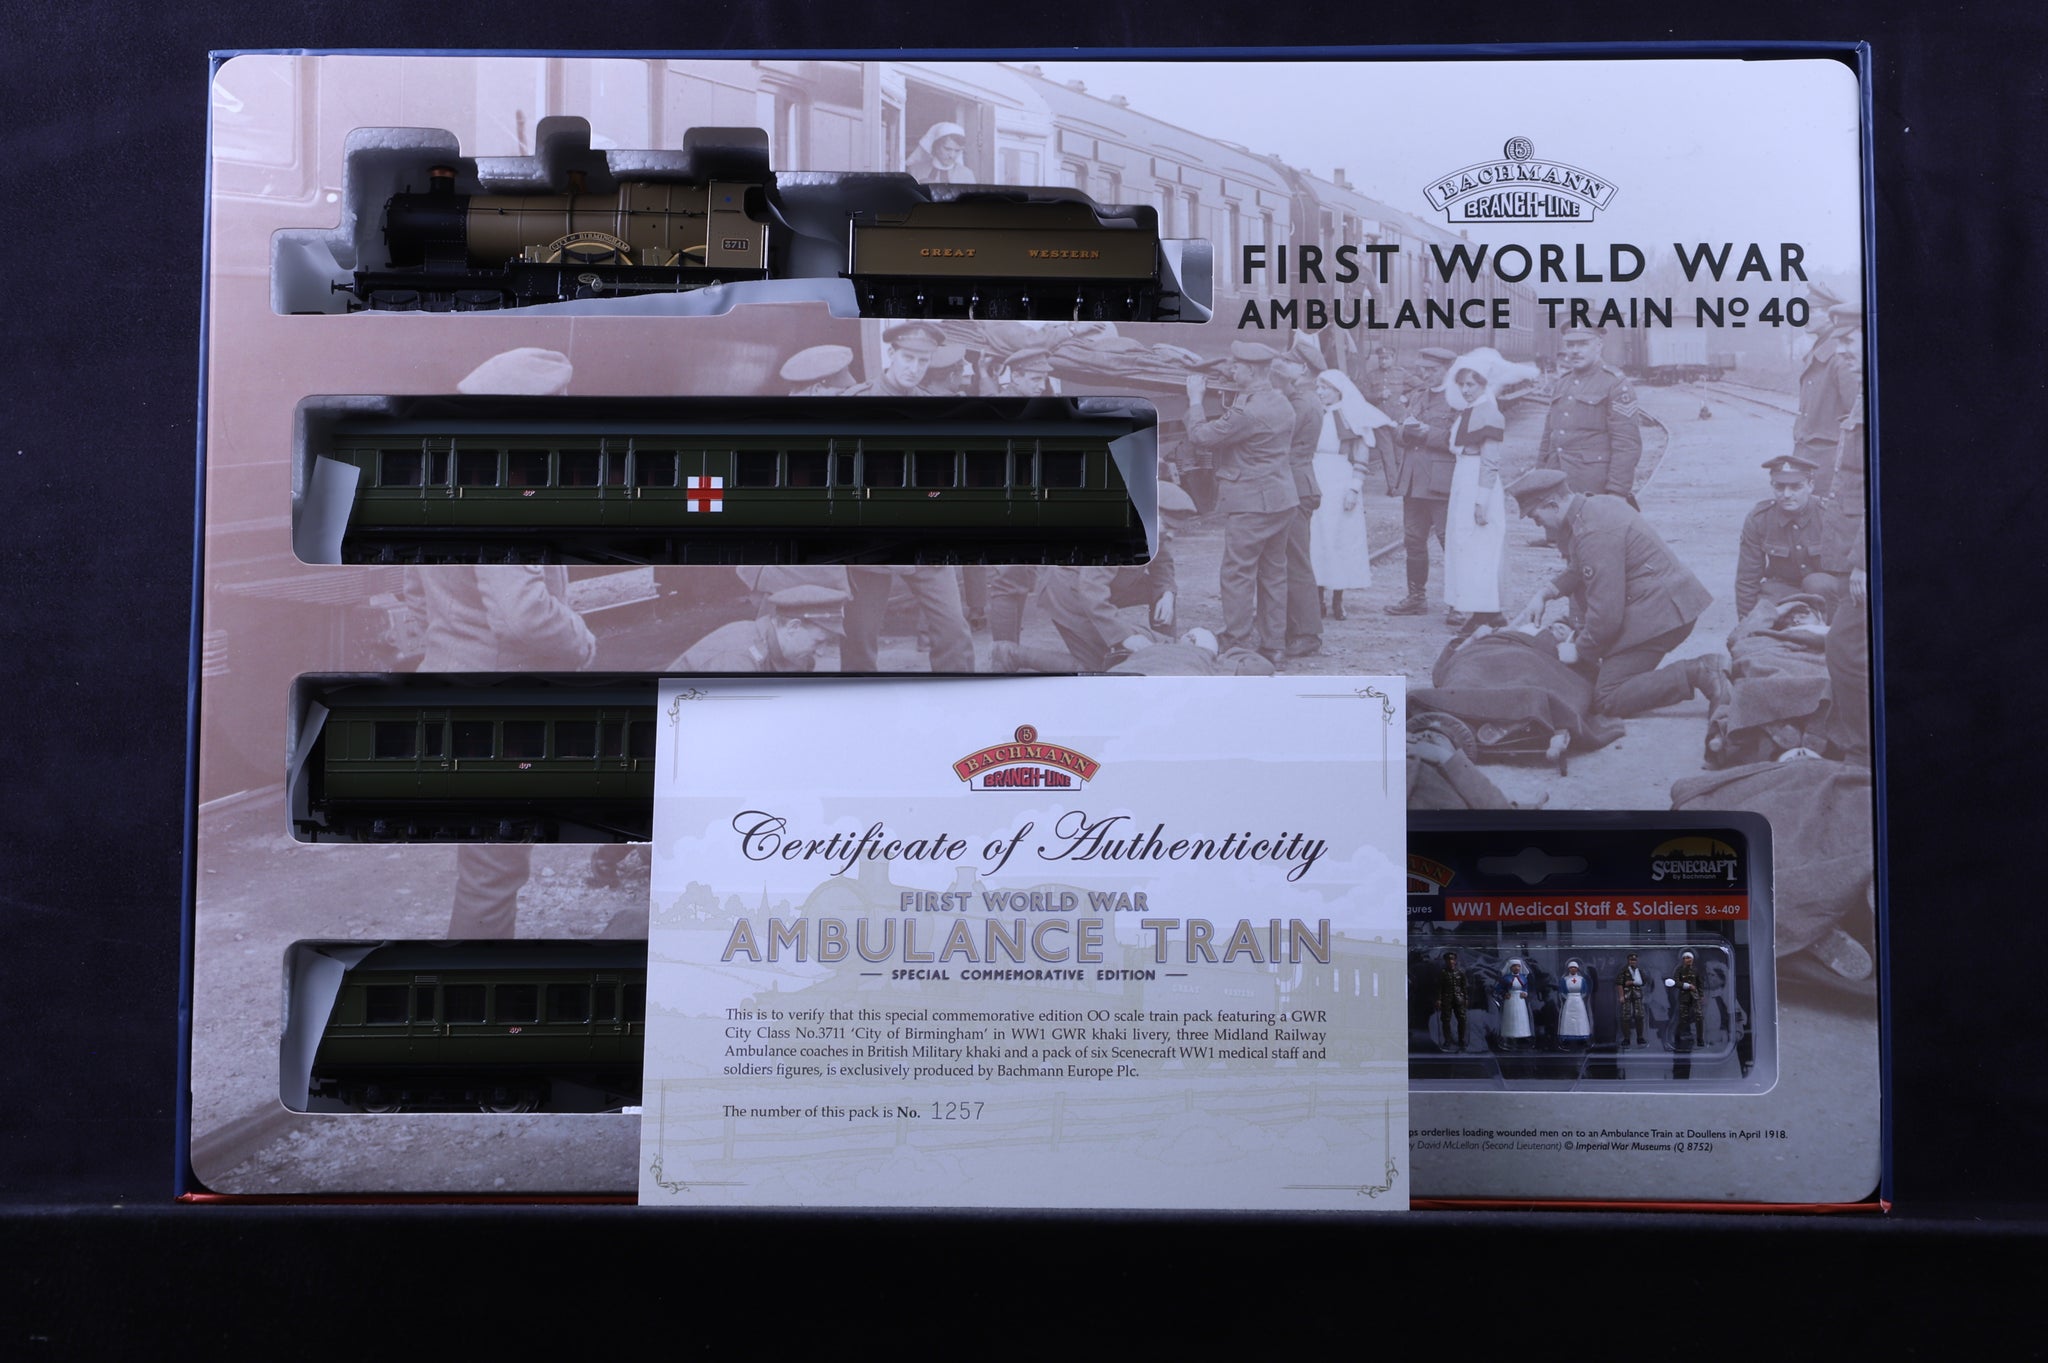 BACHMANN
BRANCH-LINE
FIRST WORLD WAR
AMBULANCE TRAIN No 40
CITY OF BIRMINGHAM
3711
GREAT WESTERN
BACHMANN
BRANCH-LINE
Certificate of Authenticity
FIRST WORLD WAR
AMBULANCE TRAIN
— SPECIAL COMMEMORATIVE EDITION —
This is to verify that this special commemorative edition OO scale train pack featuring a GWR
City Class No.3711 ‘City of Birmingham’ in WW1 GWR khaki livery, three Midland Railway
Ambulance coaches in British Military khaki and a pack of six Scenecraft WW1 medical staff and
soldiers figures, is exclusively produced by Bachmann Europe Plc.
The number of this pack is No. 1257
SCENECRAFT
by Bachmann
WW1 Medical Staff & Soldiers 36-409
orderlies loading wounded men on to an Ambulance Train at Doullens in April 1918.
David McLellan (Second Lieutenant) © Imperial War Museums (Q 8752)